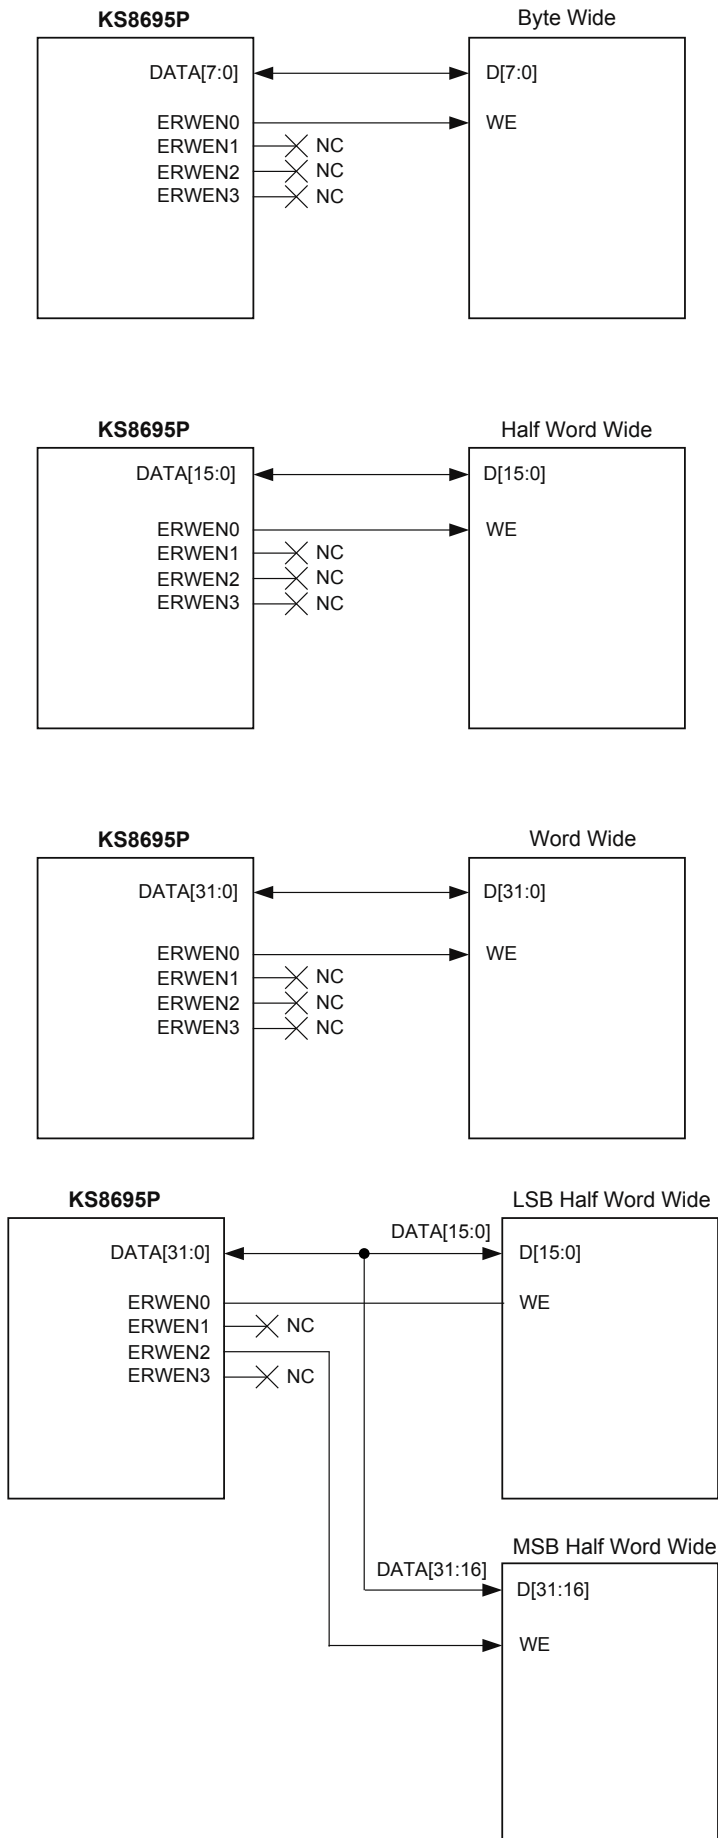 KS8695P Byte Wide
DATA[7:0] D[7:0]
ERWEN0 WE
ERWEN1 NC
ERWEN2 NC
ERWEN3 NC
KS8695P Half Word Wide
DATA[15:0] D[15:0]
ERWEN0 WE
ERWEN1 NC
ERWEN2 NC
ERWEN3 NC
KS8695P Word Wide
DATA[31:0] D[31:0]
ERWEN0 WE
ERWEN1 NC
ERWEN2 NC
ERWEN3 NC
KS8695P LSB Half Word Wide
DATA[15:0]
DATA[31:0] D[15:0]
ERWEN0 WE
ERWEN1 NC
ERWEN2
ERWEN3 NC
MSB Half Word Wide
DATA[31:16]
D[31:16]
WE